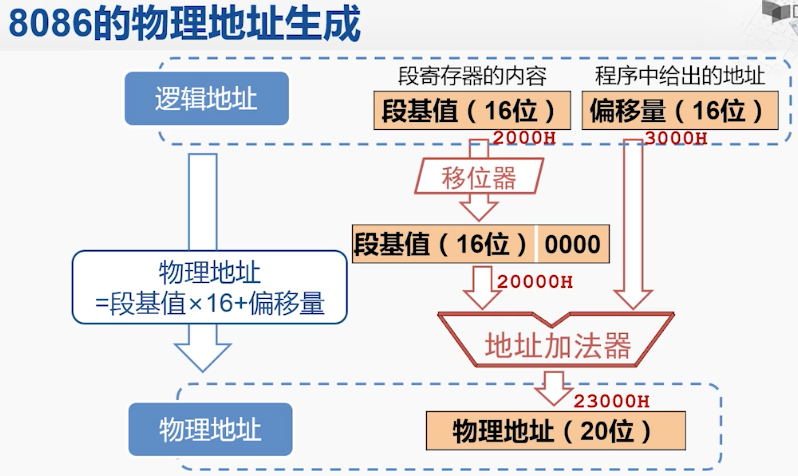 8086的物理地址生成
段寄存器的内容
程序中给出的地址
逻辑地址
段基值（16位）
偏移量（16位）
2000H
3000H
移位器
段基值（16位）
0000
物理地址
=段基值×16+偏移量
20000H
地址加法器
23000H
物理地址
物理地址（20位）